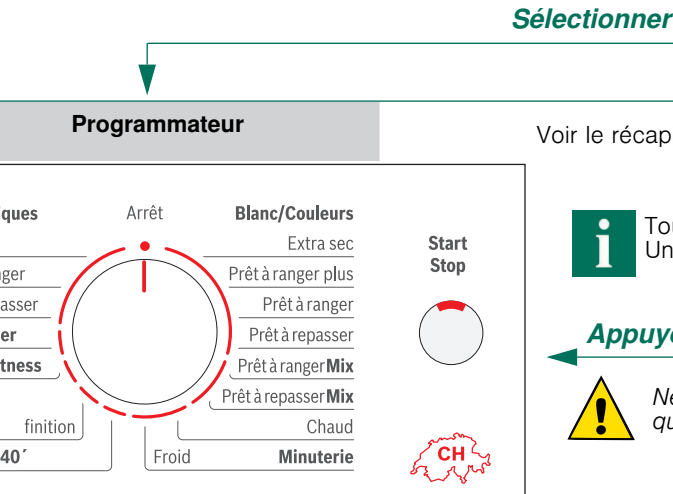 Sélectionner
Programmateur
Voir le récap
iques
Arrêt
Blanc/Couleurs
Extra sec
nger
Prêt à ranger plus
asser
Prêt à ranger
er
Prêt à repasser
tness
Prêt à ranger Mix
Prêt à repasser Mix
finition
Chaud
40´
Froid
Minuterie
Start
Stop
CH
i
Tou
Un
Appuye
!
Ne
qu